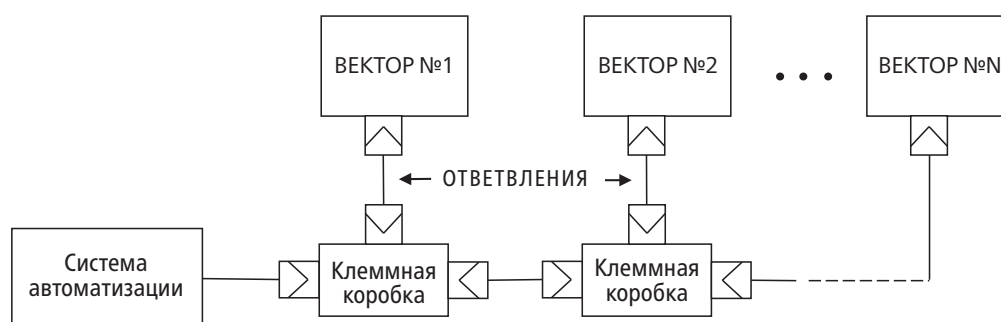 ВЕКТОР №1
ВЕКТОР №2
ВЕКТОР №N
ОТВЕТВЛЕНИЯ
Система
автоматизации
Клеммная
коробка
Клеммная
коробка